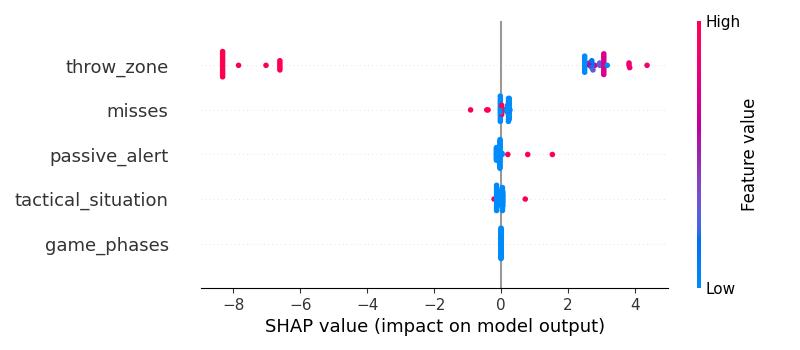 High
throw_zone
misses
passive_alert
tactical_situation
game_phases
Feature value
Low
−8 −6 −4 −2 0 2 4
SHAP value (impact on model output)